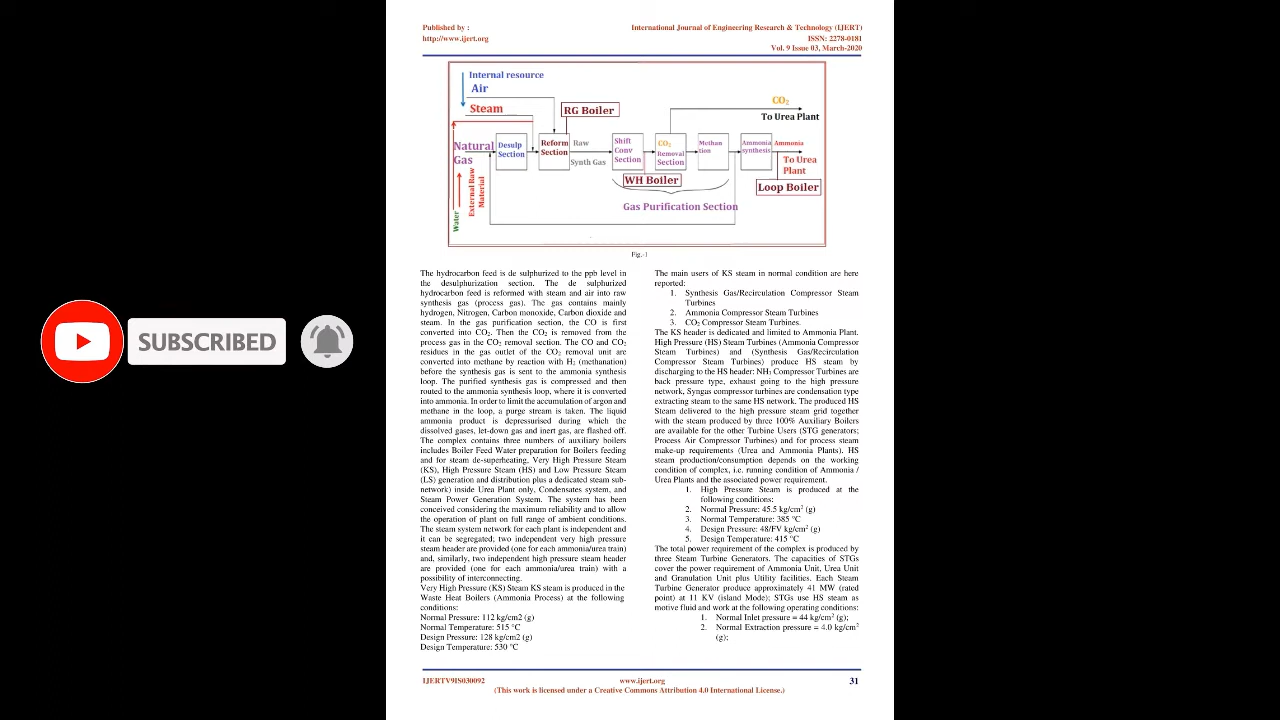 Published by :
http://www.ijert.org
International Journal of Engineering Research & Technology (IJERT)
ISSN: 2278-0181
Vol. 9 Issue 03, March-2020
Internal resource
Air
Steam
RG Boiler
CO2
To Urea Plant
Natural
Gas
Desulp
Section
Reform
Section
Raw
Synth Gas
Shift
Conv
Section
CO2
Removal
Section
Methan
tion
Ammonia
synthesis
Ammonia
To Urea
Plant
WH Boiler
Loop Boiler
Gas Purification Section
External Raw
Material
Water
Fig.-1
SUBSCRIBED
The hydrocarbon feed is de sulphurized to the ppb level in
the desulphurization section. The de sulphurized
hydrocarbon feed is reformed with steam and air into raw
synthesis gas (process gas). The gas contains mainly
hydrogen, Nitrogen, Carbon monoxide, Carbon dioxide and
steam. In the gas purification section, the CO is first
converted into CO2. Then the CO2 is removed from the
process gas in the CO2 removal section. The CO and CO2
residues in the gas outlet of the CO2 removal unit are
converted into methane by reaction with H2 (methanation)
before the synthesis gas is sent to the ammonia synthesis
loop. The purified synthesis gas is compressed and then
routed to the ammonia synthesis loop, where it is converted
into ammonia. In order to limit the accumulation of argon and
methane in the loop, a purge stream is taken. The liquid
ammonia product is depressurised during which the
dissolved gases, let-down gas and inert gas, are flashed off.
The complex contains three numbers of auxiliary boilers
includes Boiler Feed Water preparation for Boilers feeding
and for steam de-superheating, Very High Pressure Steam
(KS), High Pressure Steam (HS) and Low Pressure Steam
(LS) generation and distribution plus a dedicated steam sub-
network) inside Urea Plant only, Condensates system, and
Steam Power Generation System. The system has been
conceived considering the maximum reliability and to allow
the operation of plant on full range of ambient conditions.
The steam system network for each plant is independent and
it can be segregated; two independent very high pressure
steam header are provided (one for each ammonia/urea train)
and, similarly, two independent high pressure steam header
are provided (one for each ammonia/urea train) with a
possibility of interconnecting.
Very High Pressure (KS) Steam KS steam is produced in the
Waste Heat Boilers (Ammonia Process) at the following
conditions:
Normal Pressure: 112 kg/cm2 (g)
Normal Temperature: 515 °C
Design Pressure: 128 kg/cm2 (g)
Design Temperature: 530 °C
The main users of KS steam in normal condition are here
reported:
1. Synthesis Gas/Recirculation Compressor Steam
Turbines
2. Ammonia Compressor Steam Turbines
3. CO2 Compressor Steam Turbines.
The KS header is dedicated and limited to Ammonia Plant.
High Pressure (HS) Steam Turbines (Ammonia Compressor
Steam Turbines) and (Synthesis Gas/Recirculation
Compressor Steam Turbines) produce HS steam by
discharging to the HS header: NH3 Compressor Turbines are
back pressure type, exhaust going to the high pressure
network, Syngas compressor turbines are condensation type
extracting steam to the same HS network. The produced HS
Steam delivered to the high pressure steam grid together
with the steam produced by three 100% Auxiliary Boilers
are available for the other Turbine Users (STG generators;
Process Air Compressor Turbines) and for process steam
make-up requirements (Urea and Ammonia Plants). HS
steam production/consumption depends on the working
condition of complex, i.e. running condition of Ammonia /
Urea Plants and the associated power requirement.
1. High Pressure Steam is produced at the
following conditions:
2. Normal Pressure: 45.5 kg/cm2 (g)
3. Normal Temperature: 385 °C
4. Design Pressure: 48/FV kg/cm2 (g)
5. Design Temperature: 415 °C
The total power requirement of the complex is produced by
three Steam Turbine Generators. The capacities of STGs
cover the power requirement of Ammonia Unit, Urea Unit
and Granulation Unit plus Utility facilities. Each Steam
Turbine Generator produce approximately 41 MW (rated
point) at 11 KV (island Mode); STGs use HS steam as
motive fluid and work at the following operating conditions:
1. Normal Inlet pressure = 44 kg/cm2 (g);
2. Normal Extraction pressure = 4.0 kg/cm2
(g);
IJERTV9IS030092
www.ijert.org
31
(This work is licensed under a Creative Commons Attribution 4.0 International License.)